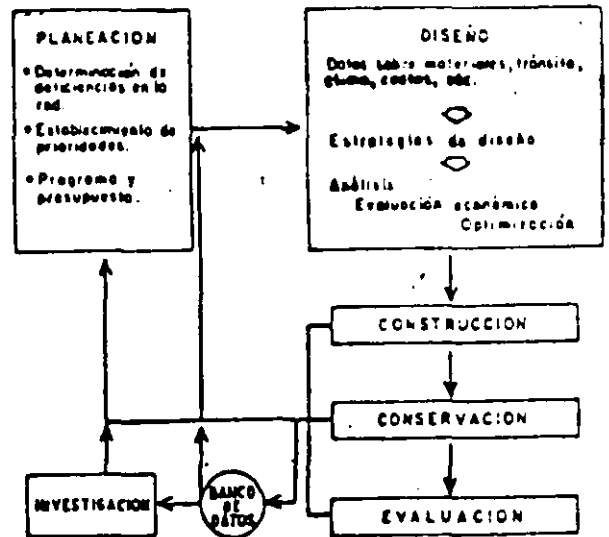 PLANEACION
• Determinación de
deficiencias en la
red.
• Establecimiento de
prioridades.
• Programa y
presupuesto.
DISEÑO
Datos sobre materiales, tránsito,
clima, costos, etc.
Estrategias de diseño
Análisis
Evaluación económica
Optimización
CONSTRUCCION
CONSERVACION
EVALUACION
INVESTIGACION
BANCO
DE
DATOS